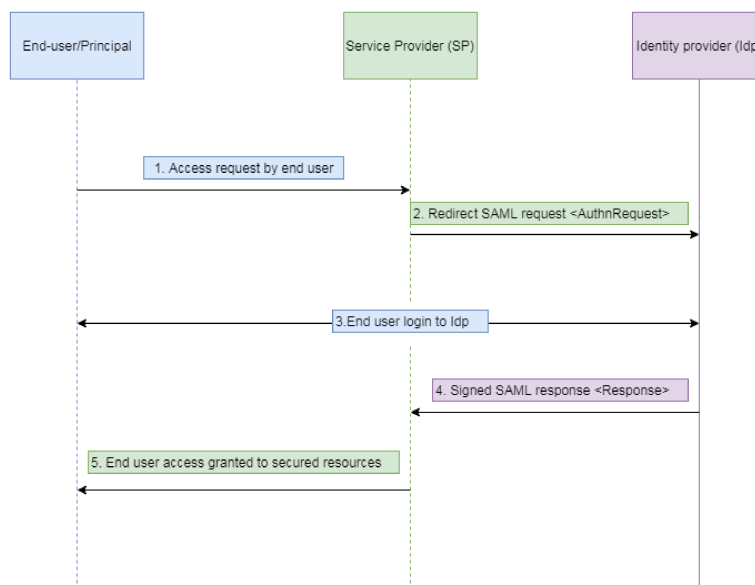 End-user/Principal
Service Provider (SP)
Identity provider (Idp
1. Access request by end user
2. Redirect SAML request <AuthnRequest>
3.End user login to Idp
4. Signed SAML response <Response>
5. End user access granted to secured resources